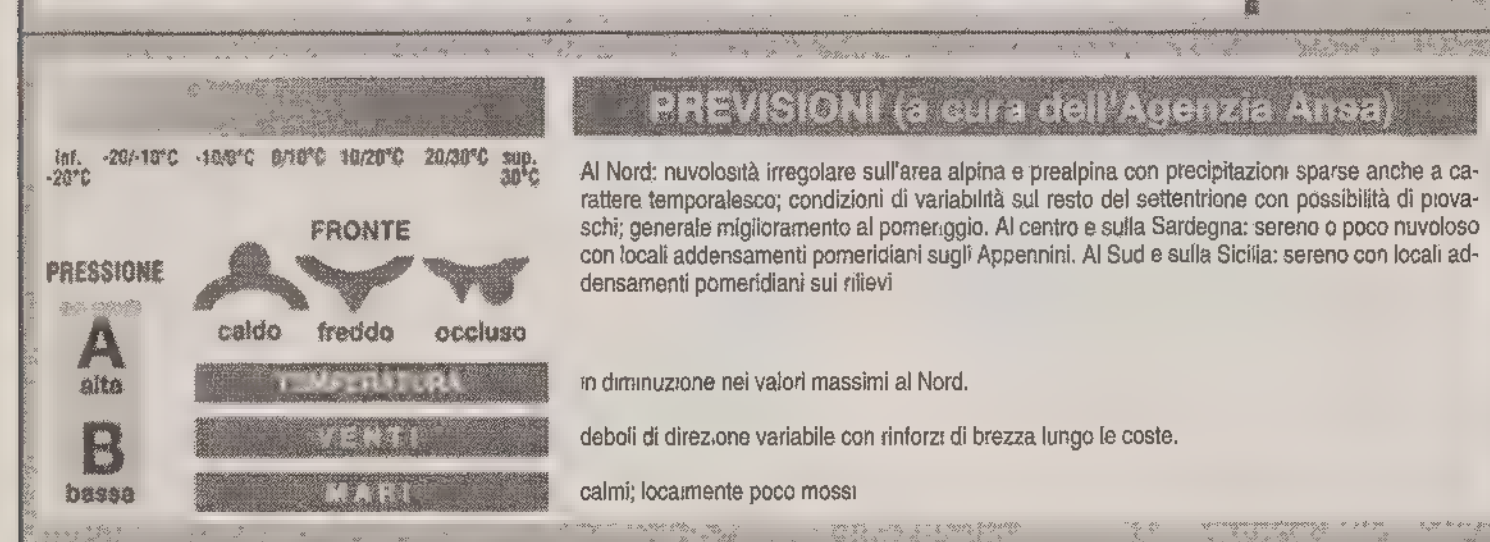 inf. -20/-10°C -10/0°C 0/10°C 10/20°C 20/30°C sup.
-20°C 30°C
FRONTE
PRESSIONE
caldo freddo occluso
A
alta
B
bassa
TEMPERATURA
VENTI
MARI
PREVISIONI (a cura dell'Agenzia Ansa)
Al Nord: nuvolosità irregolare sull'area alpina e prealpina con precipitazioni sparse anche a ca-
rattere temporalesco; condizioni di variabilità sul resto del settentrione con possibilità di piova-
schi; generale miglioramento al pomeriggio. Al centro e sulla Sardegna: sereno o poco nuvoloso
con locali addensamenti pomeridiani sugli Appennini. Al Sud e sulla Sicilia: sereno con locali ad-
densamenti pomeridiani sui rilievi
in diminuzione nei valori massimi al Nord.
deboli di direzione variabile con rinforzi di brezza lungo le coste.
calmi; localmente poco mossi